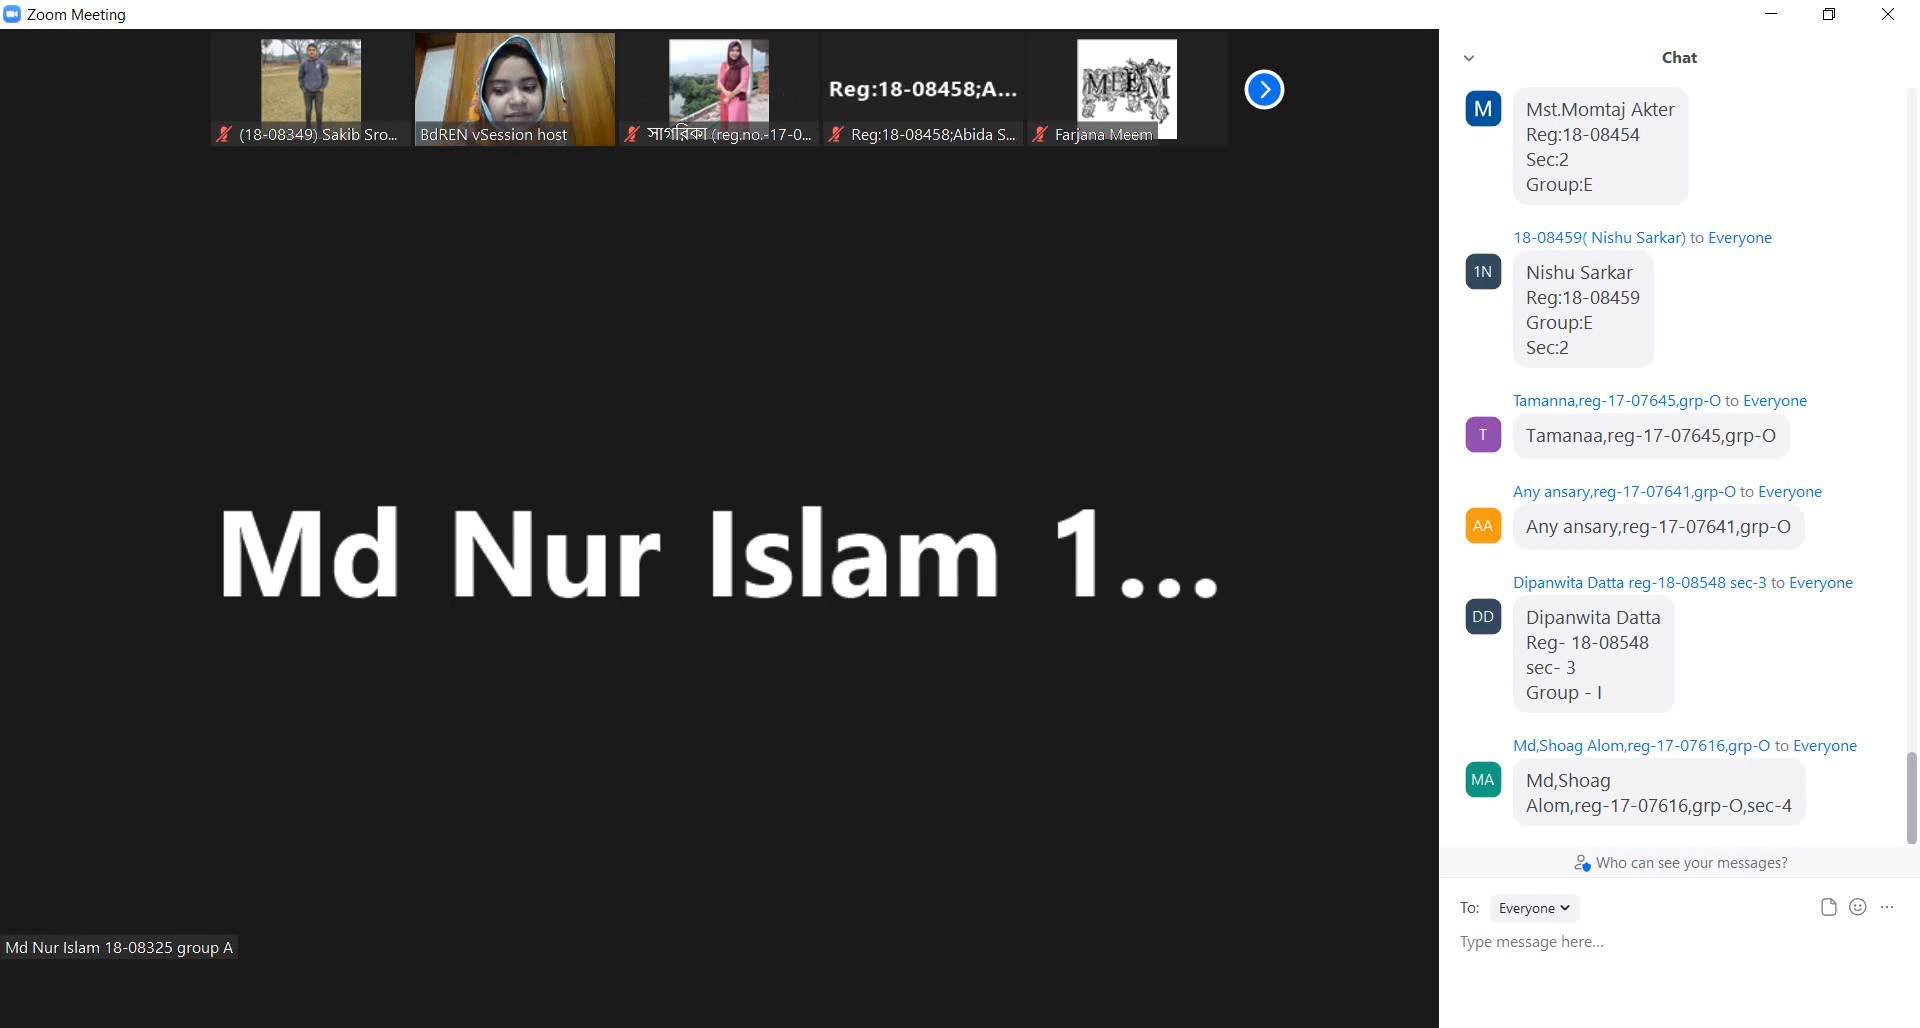 Zoom Meeting
Reg:18-08458;A...
MEEM
(18-08349) Sakib Sro...
BdREN vSession host
সাগরিকা (reg.no.-17-0...
Reg:18-08458;Abida S...
Farjana Meem
Md Nur Islam 1...
Md Nur Islam 18-08325 group A
Chat
M
Mst.Momtaj Akter
Reg:18-08454
Sec:2
Group:E
18-08459( Nishu Sarkar) to Everyone
1N
Nishu Sarkar
Reg:18-08459
Group:E
Sec:2
Tamanna,reg-17-07645,grp-O to Everyone
T
Tamanaa,reg-17-07645,grp-O
Any ansary,reg-17-07641,grp-O to Everyone
AA
Any ansary,reg-17-07641,grp-O
Dipanwita Datta reg-18-08548 sec-3 to Everyone
DD
Dipanwita Datta
Reg- 18-08548
sec- 3
Group - I
Md,Shoag Alom,reg-17-07616,grp-O to Everyone
MA
Md,Shoag
Alom,reg-17-07616,grp-O,sec-4
Who can see your messages?
To: Everyone
Type message here...